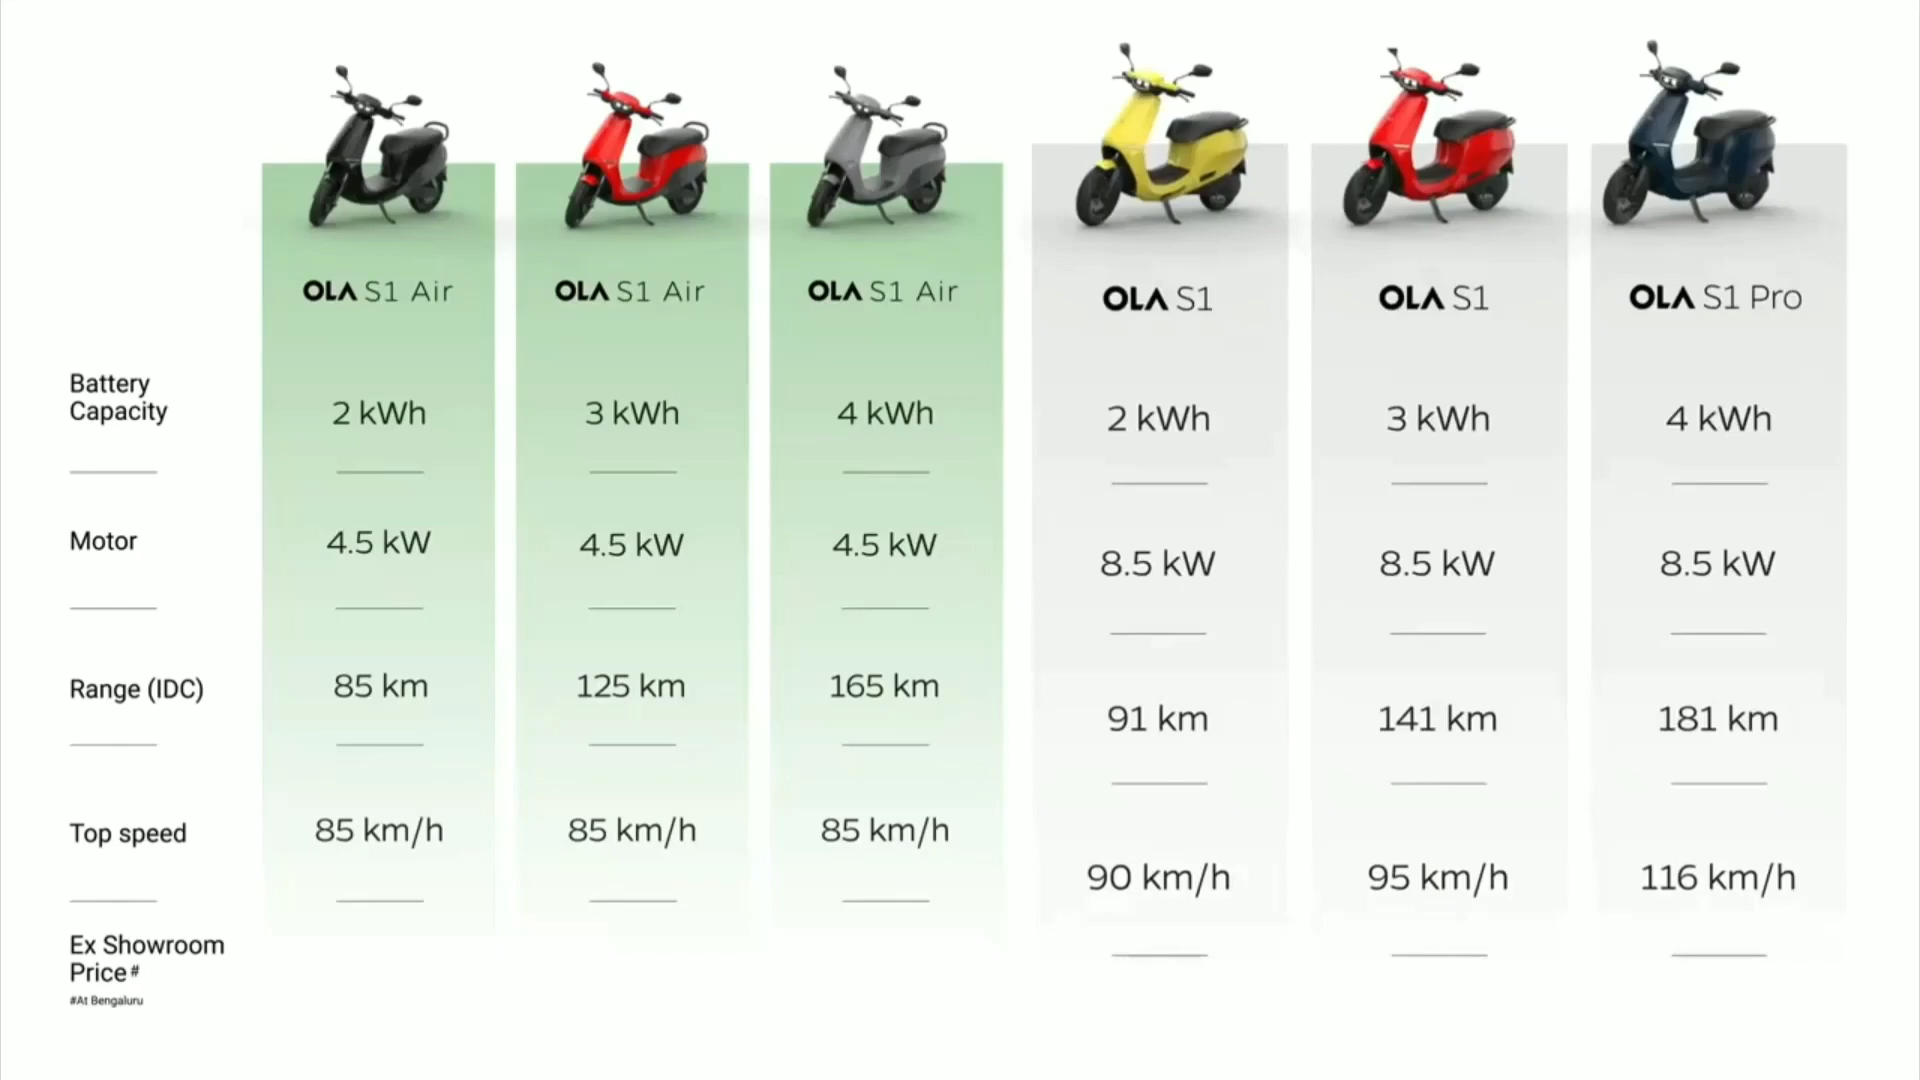 OLA S1 Air
OLA S1 Air
OLA S1 Air
OLA S1
OLA S1
OLA S1 Pro
Battery
Capacity
2 kWh
3 kWh
4 kWh
2 kWh
3 kWh
4 kWh
Motor
4.5 kW
4.5 kW
4.5 kW
8.5 kW
8.5 kW
8.5 kW
Range (IDC)
85 km
125 km
165 km
91 km
141 km
181 km
Top speed
85 km/h
85 km/h
85 km/h
90 km/h
95 km/h
116 km/h
Ex Showroom
Price#
#At Bengaluru